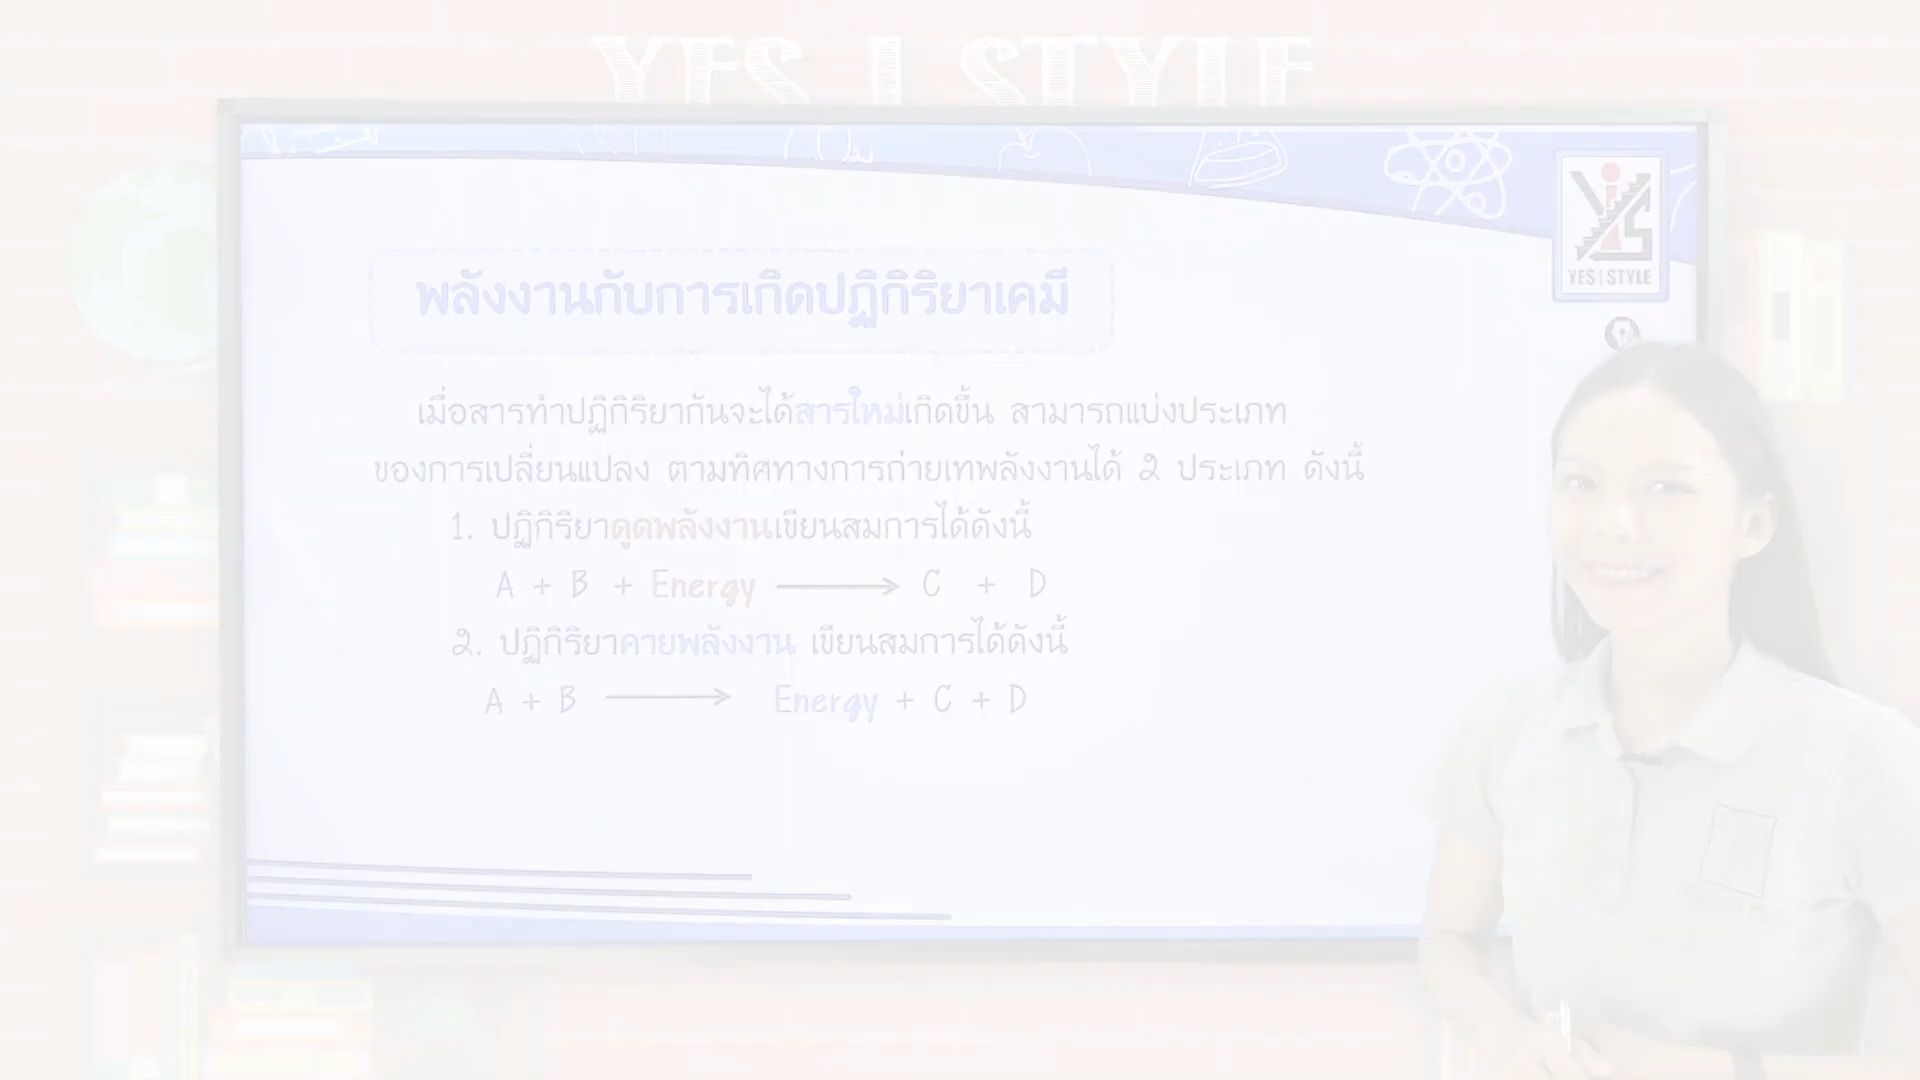 YES I STYLE
YES I STYLE
พลังงานกับการเกิดปฏิกิริยาเคมี
เมื่อสารทำปฏิกิริยากันจะได้สารใหม่เกิดขึ้น สามารถแบ่งประเภท
ของการเปลี่ยนแปลง ตามทิศทางการถ่ายเทพลังงานได้ 2 ประเภท ดังนี้
1. ปฏิกิริยาดูดพลังงานเขียนสมการได้ดังนี้
A + B + Energy ⟶ C + D
2. ปฏิกิริยาคายพลังงาน เขียนสมการได้ดังนี้
A + B ⟶ Energy + C + D